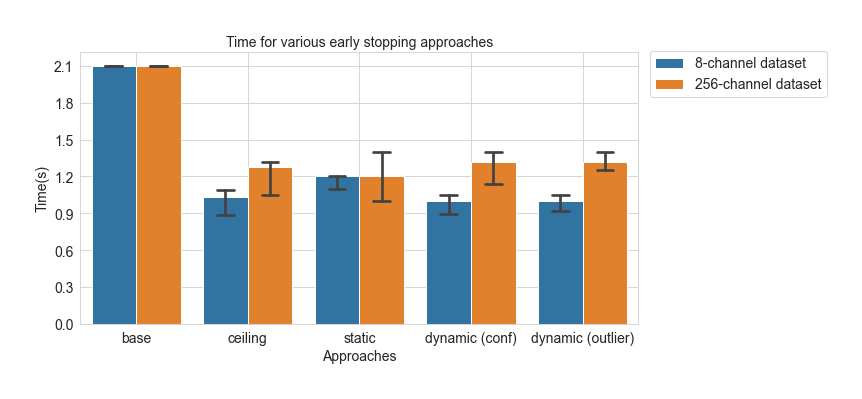 Time for various early stopping approaches
8-channel dataset
256-channel dataset
Time(s)
2.1
1.8
1.5
1.2
0.9
0.6
0.3
0.0
base ceiling static dynamic (conf) dynamic (outlier)
Approaches